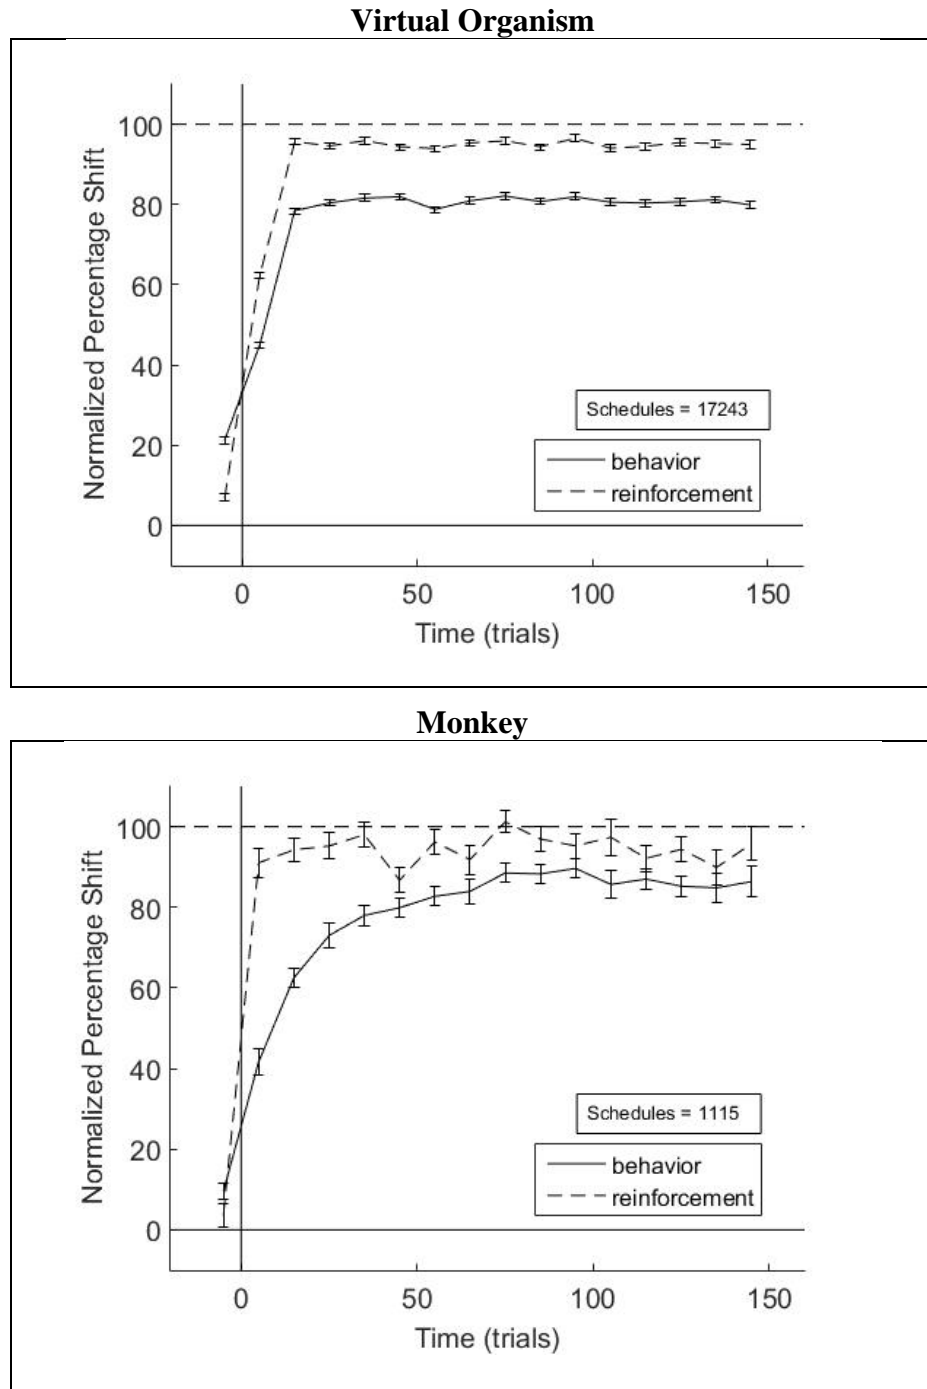 Virtual Organism
100
80
60
40
20
0
Normalized Percentage Shift
Schedules = 17243
behavior
reinforcement
0 50 100 150
Time (trials)
Monkey
100
80
60
40
20
0
Normalized Percentage Shift
Schedules = 1115
behavior
reinforcement
0 50 100 150
Time (trials)